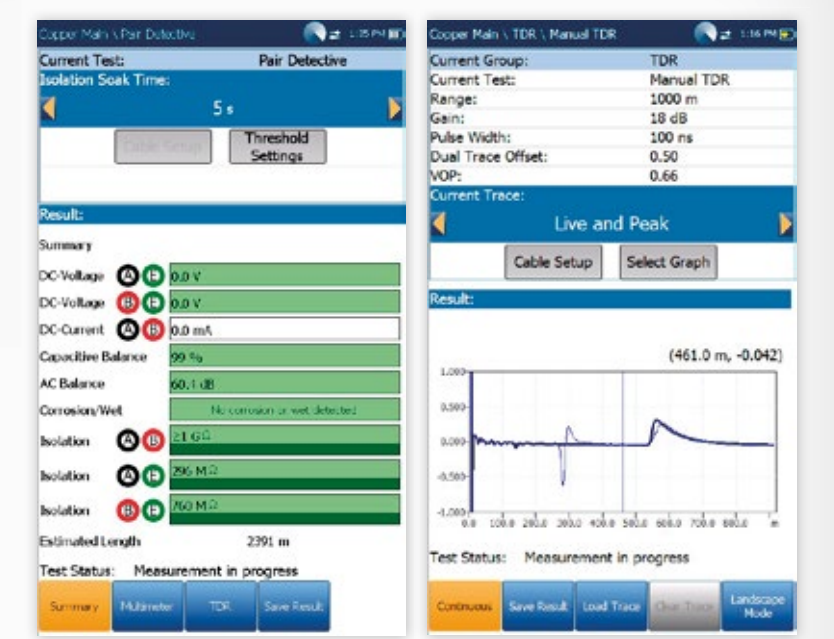 Copper Main \ Pair Detective
1:35 PM
Current Test: Pair Detective
Isolation Soak Time:
5 s
Cable Setup
Threshold Settings
Result:
Summary
DC-Voltage A E 0.0 V
DC-Voltage B E 0.0 V
DC-Current A B 0.0 mA
Capacitive Balance 99 %
AC Balance 60.1 dB
Corrosion/Wet No corrosion or wet detected
Isolation A B ≥1 GΩ
Isolation A E 296 MΩ
Isolation B E 760 MΩ
Estimated Length 2391 m
Test Status: Measurement in progress
Summary Multimeter TDR Save Result
Copper Main \ TDR \ Manual TDR
1:16 PM
Current Group: TDR
Current Test: Manual TDR
Range: 1000 m
Gain: 18 dB
Pulse Width: 100 ns
Dual Trace Offset: 0.50
VOP: 0.66
Current Trace:
Live and Peak
Cable Setup Select Graph
Result:
(461.0 m, -0.042)
1.000
0.500
0.000
-0.500
-1.000
0.0 100.0 200.0 300.0 400.0 500.0 600.0 700.0 800.0 m
Test Status: Measurement in progress
Continuous Save Result Load Trace Clear Trace Landscape Mode